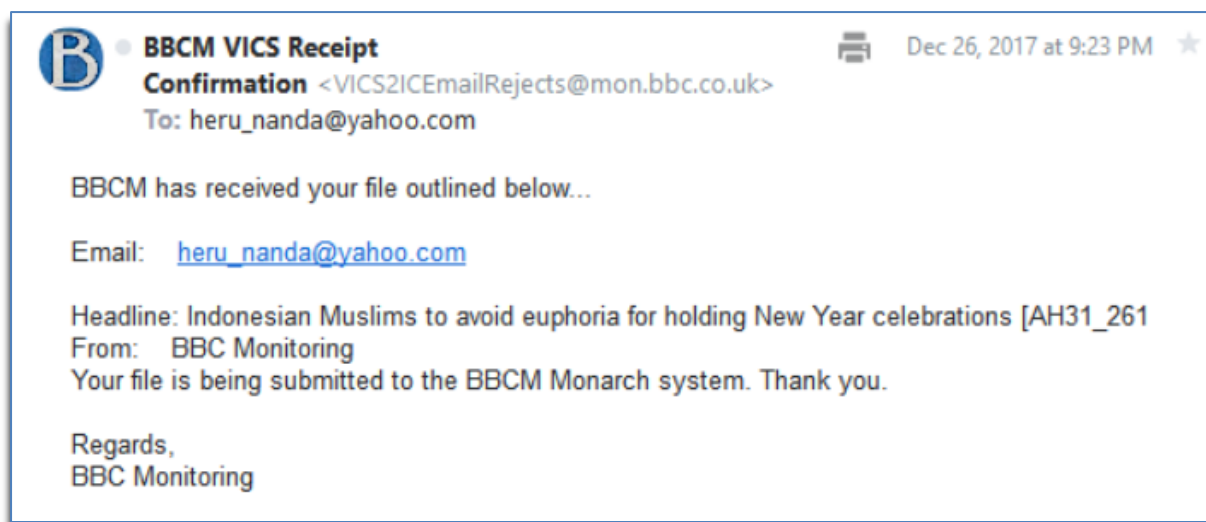 B
BBCM VICS Receipt
Dec 26, 2017 at 9:23 PM
Confirmation <VICS2ICEmailRejects@mon.bbc.co.uk>
To: heru_nanda@yahoo.com
BBCM has received your file outlined below...
Email: heru_nanda@yahoo.com
Headline: Indonesian Muslims to avoid euphoria for holding New Year celebrations [AH31_261
From: BBC Monitoring
Your file is being submitted to the BBCM Monarch system. Thank you.
Regards,
BBC Monitoring